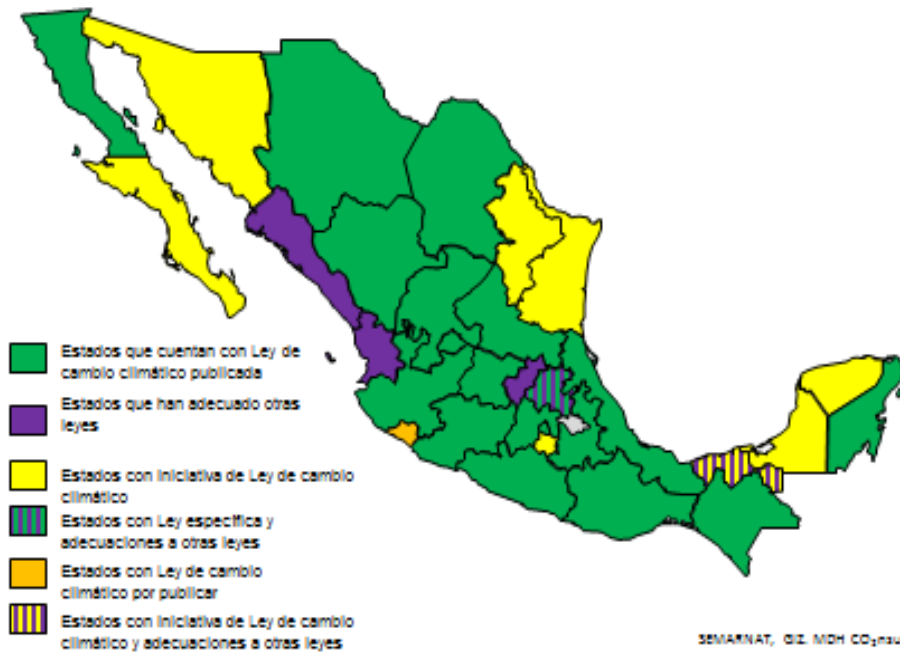 Estados que cuentan con Ley de
cambio climático publicada
Estados que han adecuado otras
leyes
Estados con Iniciativa de Ley de cambio
climático
Estados con Ley específica y
adecuaciones a otras leyes
Estados con Ley de cambio
climático por publicar
Estados con Iniciativa de Ley de cambio
climático y adecuaciones a otras leyes
SEMARNAT, GIZ. MDH CO₂nsu